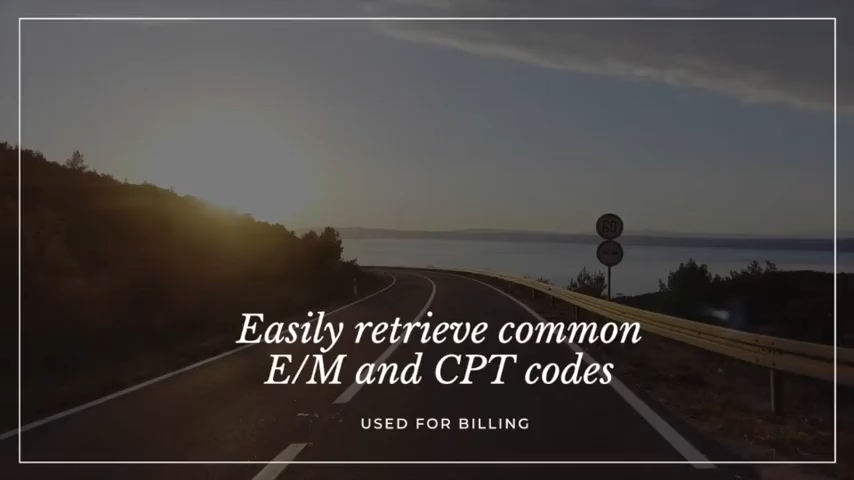 60
Easily retrieve common
E/M and CPT codes
USED FOR BILLING